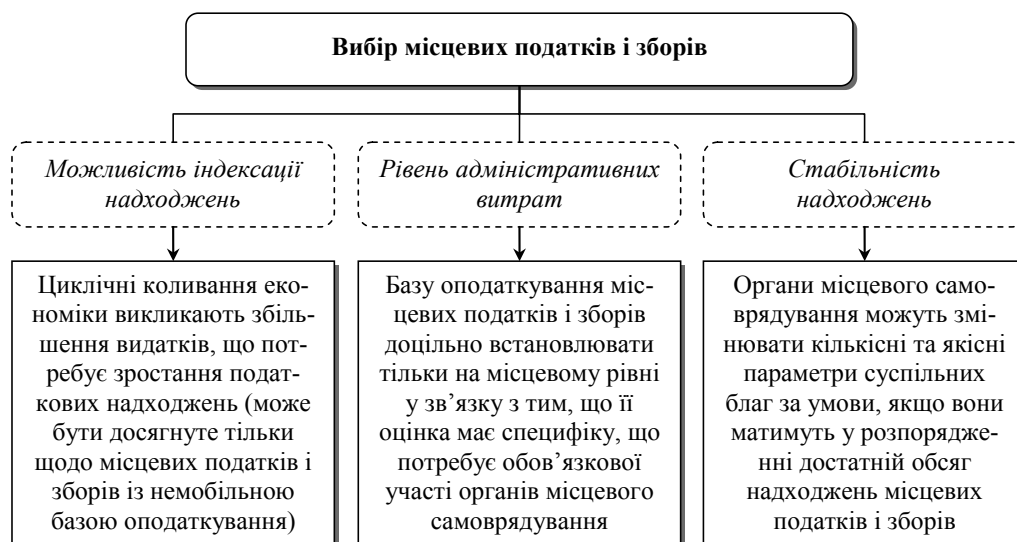 Вибір місцевих податків і зборів
Можливість індексації
надходжень
Рівень адміністративних
витрат
Стабільність
надходжень
Циклічні коливання еко-
номіки викликають збіль-
шення видатків, що пот-
ребує зростання подат-
кових надходжень (може
бути досягнуте тільки
щодо місцевих податків і
зборів із немобільною
базою оподаткування)
Базу оподаткування міс-
цевих податків і зборів
доцільно встановлювати
тільки на місцевому рівні
у зв’язку з тим, що її
оцінка має специфіку, що
потребує обов’язкової
участі органів місцевого
самоврядування
Органи місцевого само-
врядування можуть змі-
нювати кількісні та якісні
параметри суспільних
благ за умови, якщо вони
матимуть у розпорядже-
нні достатній обсяг
надходжень місцевих
податків і зборів